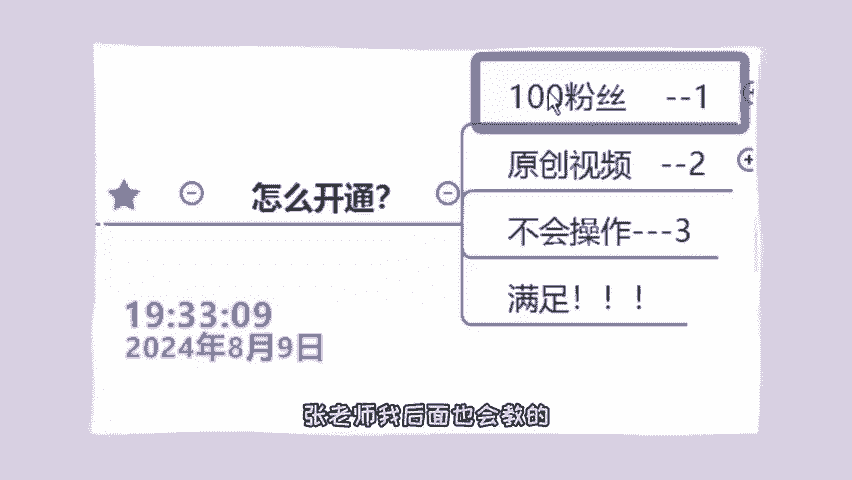 100粉丝 --1
原创视频 --2
怎么开通?
不会操作---3
满足！！！
19:33:09
2024年8月9日
张老师我后面也会教的